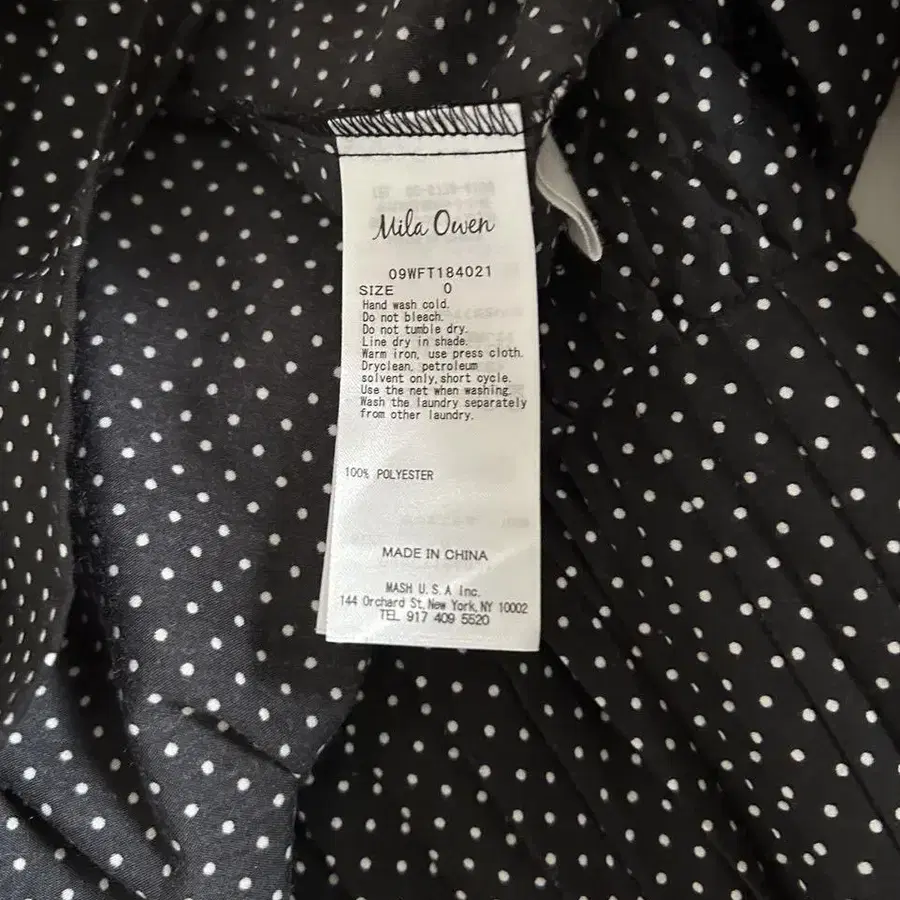 Mila Owen
09WFT184021
SIZE 0
Hand wash cold.
Do not bleach.
Do not tumble dry.
Line dry in shade.
Warm iron, use press cloth.
Dryclean, petroleum
solvent only, short cycle.
Use the net when washing.
Wash the laundry separately
from other laundry.
100% POLYESTER
MADE IN CHINA
MASH U.S.A Inc.
144 Orchard St, New York, NY 10002
TEL 917 409 5520